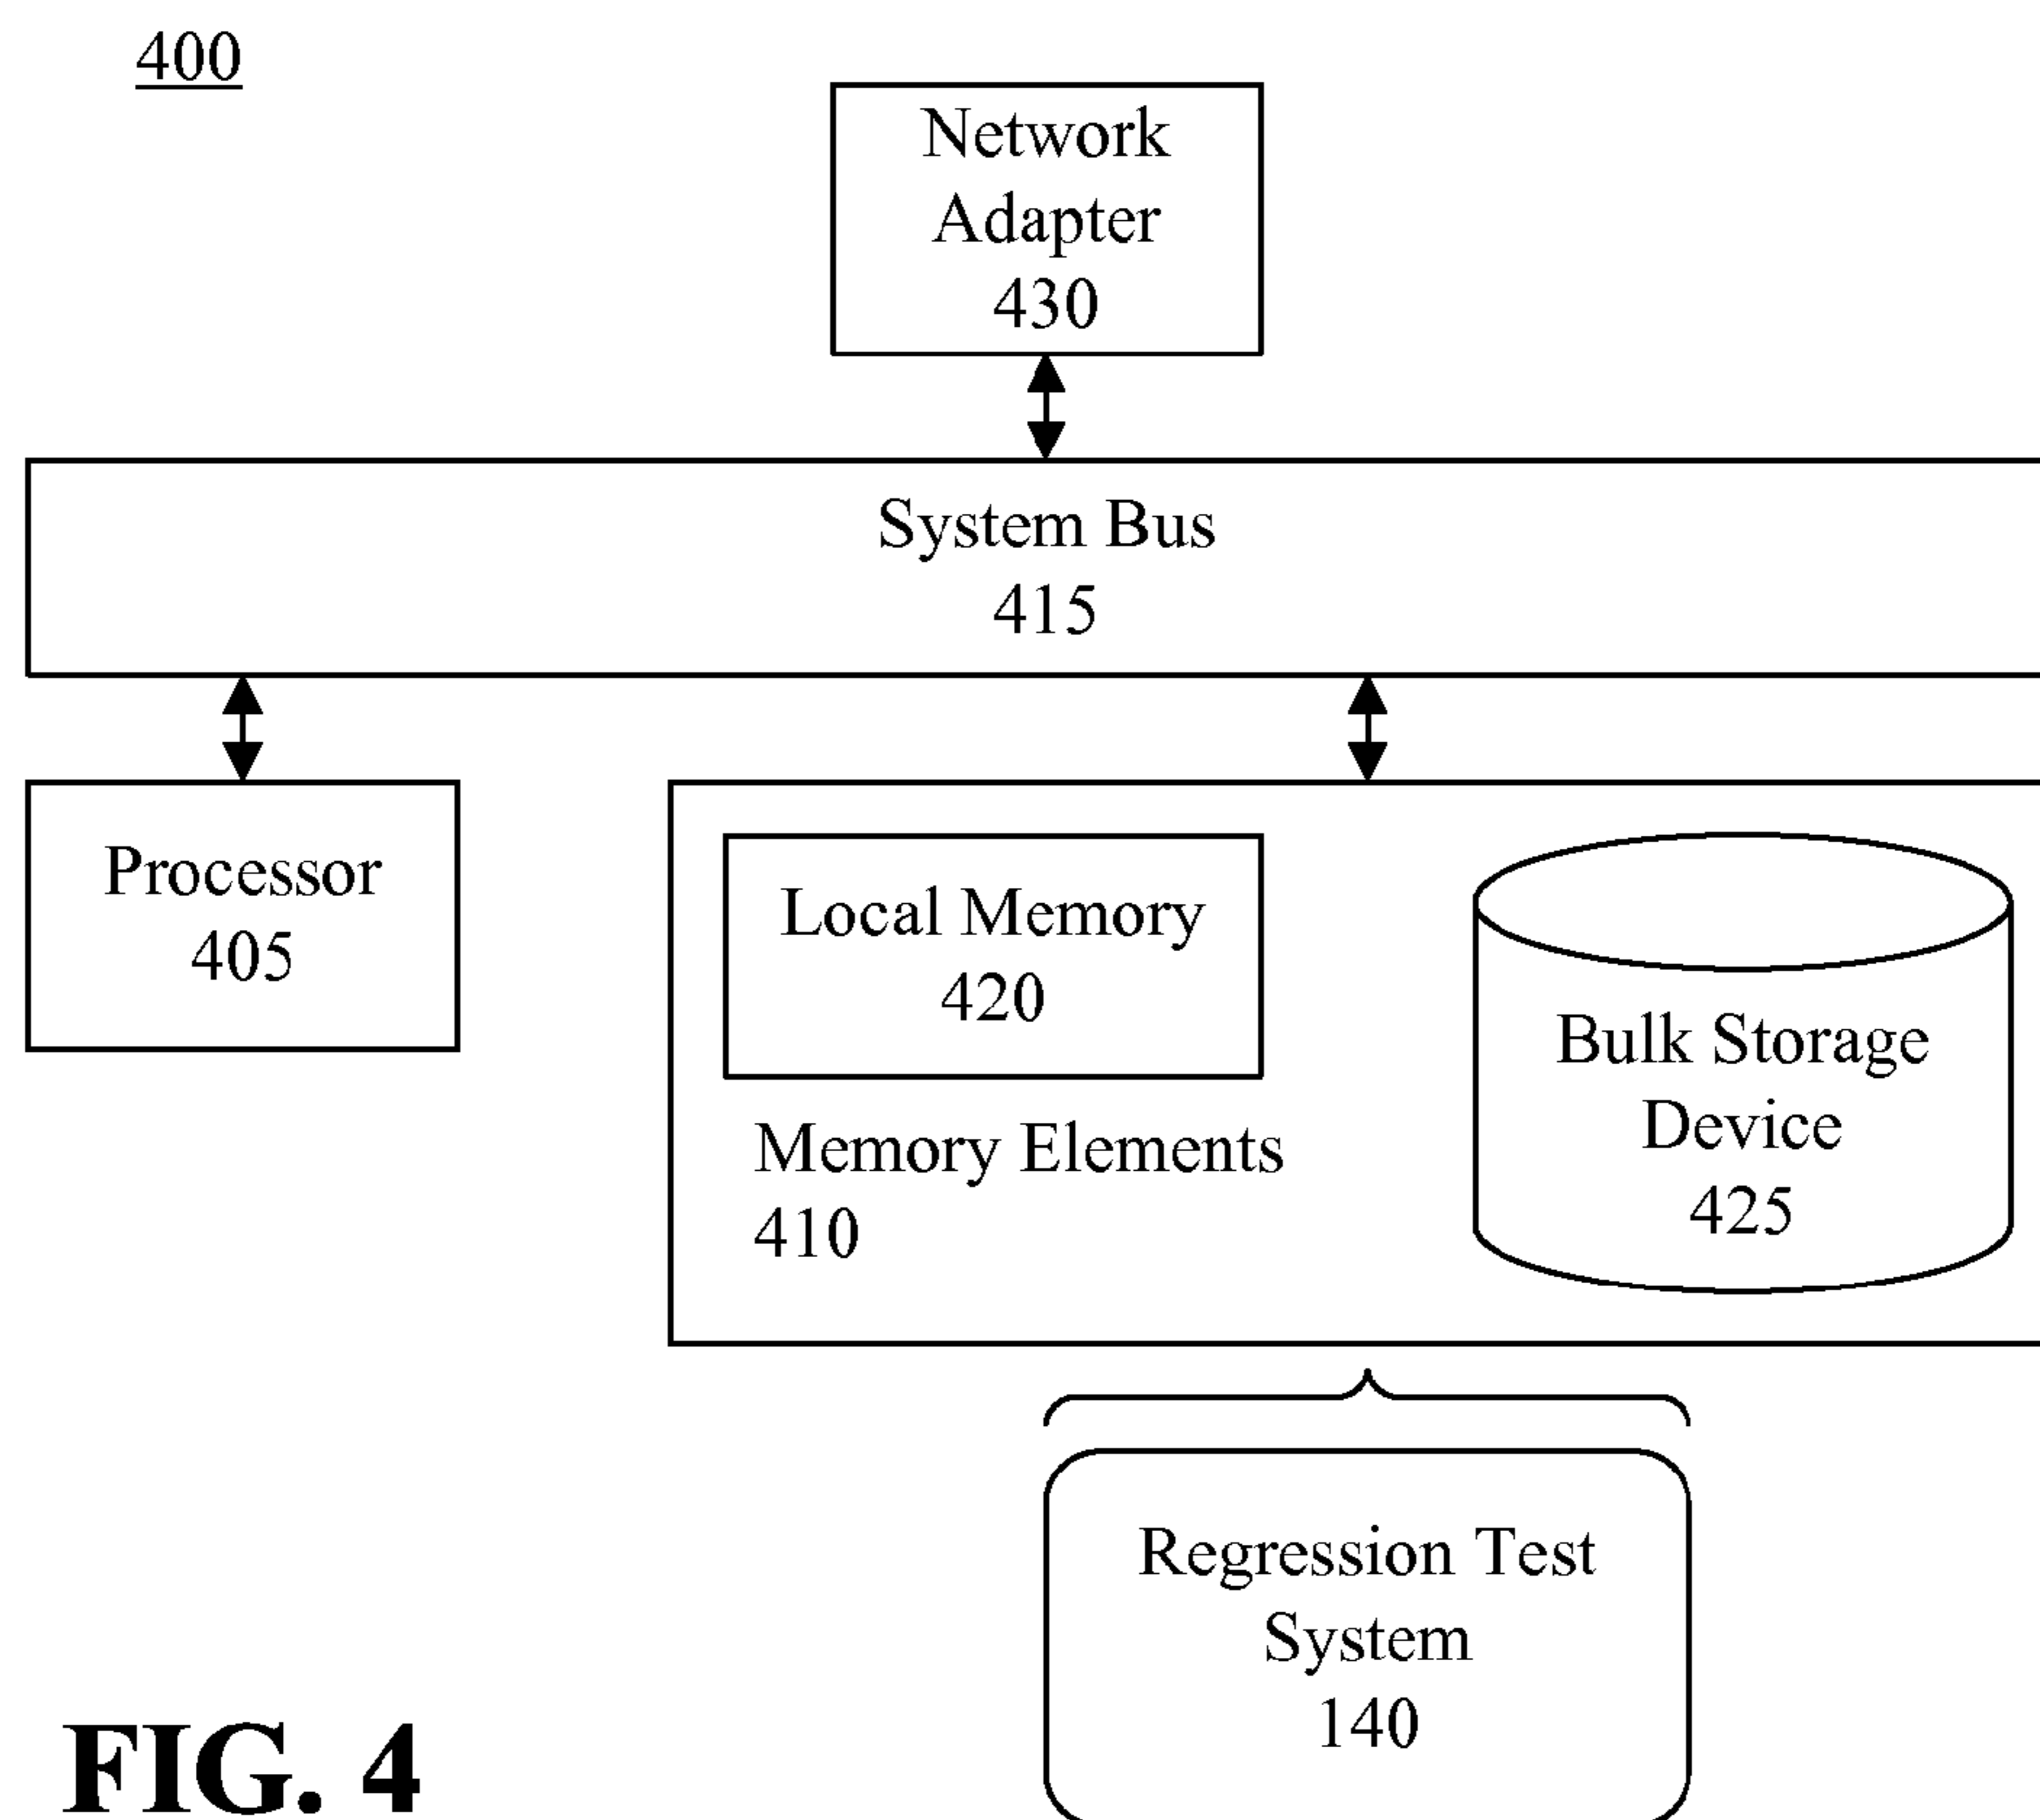 400
Network
Adapter
430
System Bus
415
Processor
405
Local Memory
420
Memory Elements
410
Bulk Storage
Device
425
Regression Test
System
140
FIG. 4